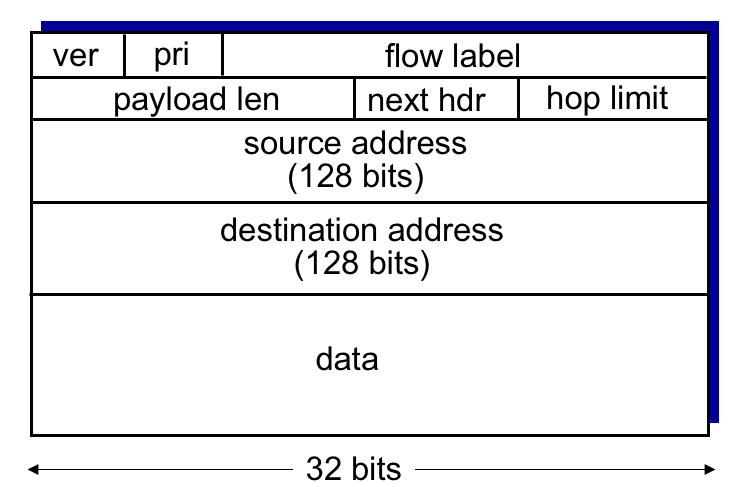 ver pri flow label
payload len next hdr hop limit
source address
(128 bits)
destination address
(128 bits)
data
32 bits